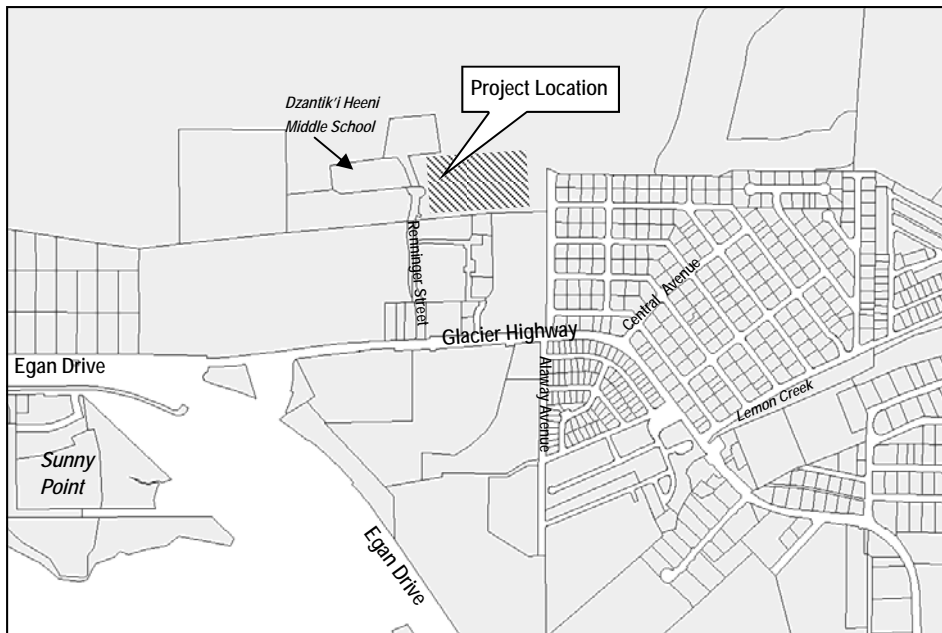 Project Location
Dzantik'i Heeni
Middle School
Renninger Street
Central Avenue
Glacier Highway
Egan Drive
Alaway Avenue
Lemon Creek
Sunny
Point
Egan Drive